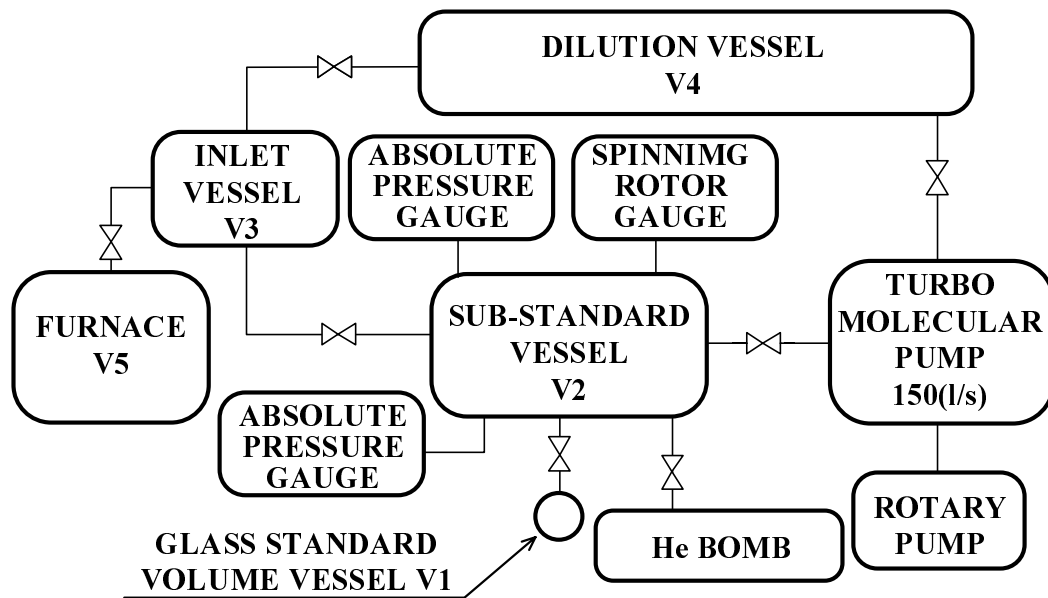 DILUTION VESSEL
V4
INLET
VESSEL
V3
ABSOLUTE
PRESSURE
GAUGE
SPINNIMG
ROTOR
GAUGE
FURNACE
V5
SUB-STANDARD
VESSEL
V2
TURBO
MOLECULAR
PUMP
150(l/s)
ABSOLUTE
PRESSURE
GAUGE
GLASS STANDARD
VOLUME VESSEL V1
He BOMB
ROTARY
PUMP